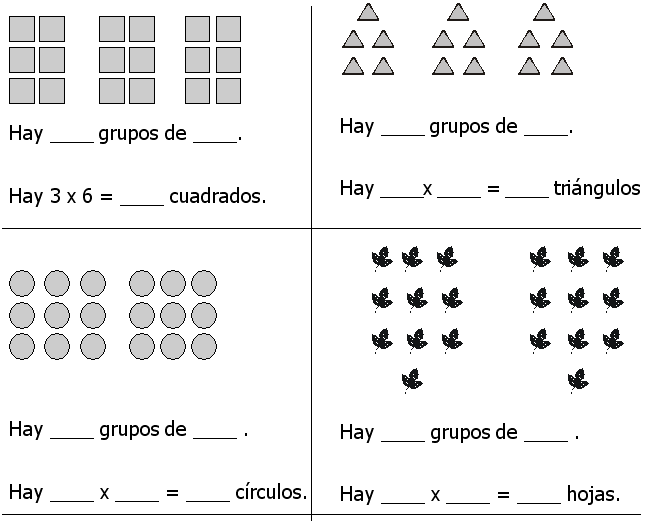 Hay ____ grupos de ____.
Hay 3 x 6 = ____ cuadrados.
Hay ____ grupos de ____.
Hay ____x ____ = ____ triángulos
Hay ____ grupos de ____ .
Hay ____ x ____ = ____ círculos.
Hay ____ grupos de ____ .
Hay ____ x ____ = ____ hojas.